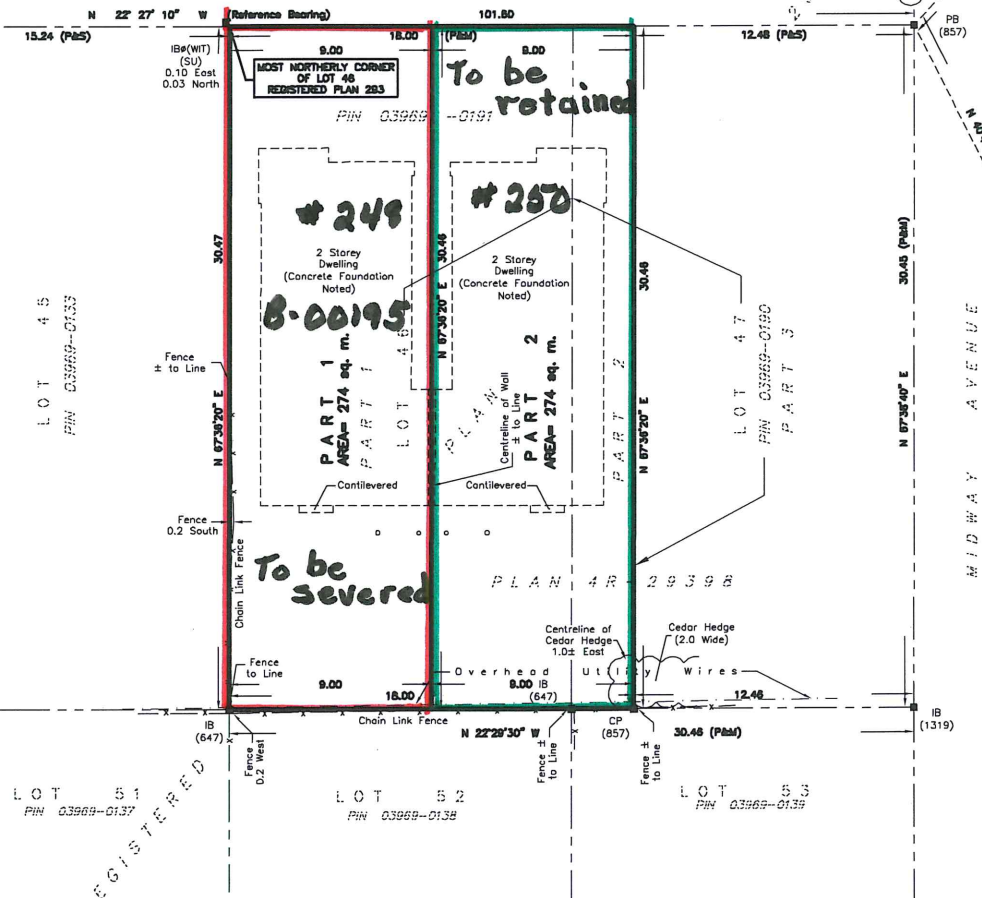 N 22° 27' 10" W (Reference Bearing) 101.60
15.24 (P&S)
9.00
18.00 (P&M)
9.00
12.46 (P&S)
PB
(857)
IBø(WIT)
(SU)
0.10 East
0.03 North
MOST NORTHERLY CORNER
OF LOT 46
REGISTERED PLAN 293
To be
retained
PIN 03969--0191
# 249
# 250
2 Storey
Dwelling
(Concrete Foundation
Noted)
2 Storey
Dwelling
(Concrete Foundation
Noted)
B-00195
30.47
30.46
30.46
30.45 (P&M)
N 67°36'20" E
N 67°36'20" E
N 67°36'20" E
N 67°36'40" E
LOT 45
PIN 03969--0133
Fence
± to Line
PART 1
AREA= 274 sq. m.
PART 1
LOT 46
PLAN
Centreline of Wall
± to Line
PART 2
AREA= 274 sq. m.
PART 2
LOT 47
PIN 03969--0190
PART 3
MIDWAY AVENUE
Cantilevered
Cantilevered
Fence
0.2 South
Chain Link Fence
To be
severed
PLAN 4R-29398
Centreline of
Cedar Hedge
1.0± East
Cedar Hedge
(2.0 Wide)
Fence
to Line
Overhead Utility Wires
9.00
18.00
9.00
IB
(647)
12.46
IB
(647)
Chain Link Fence
N 22°29'30" W
CP
(857)
30.46 (P&M)
IB
(1319)
Fence
0.2 West
Fence ±
to Line
Fence ±
to Line
LOT 51
PIN 03969--0137
LOT 52
PIN 03969--0138
LOT 53
PIN 03969--0139
EGISTERED